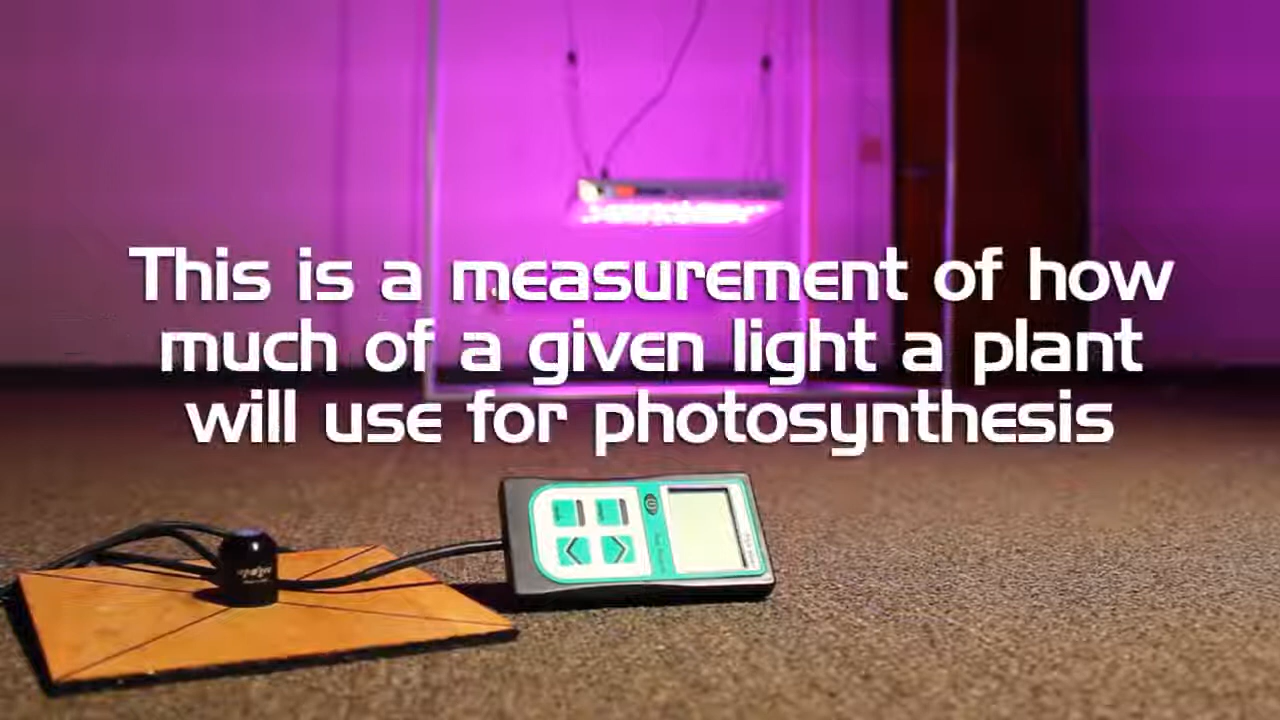 This is a measurement of how
much of a given light a plant
will use for photosynthesis